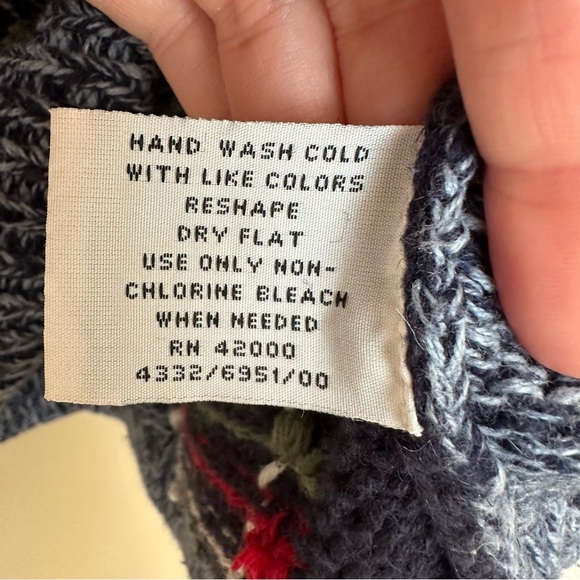 HAND WASH COLD
WITH LIKE COLORS
RESHAPE
DRY FLAT
USE ONLY NON-
CHLORINE BLEACH
WHEN NEEDED
RN 42000
4332/6951/00